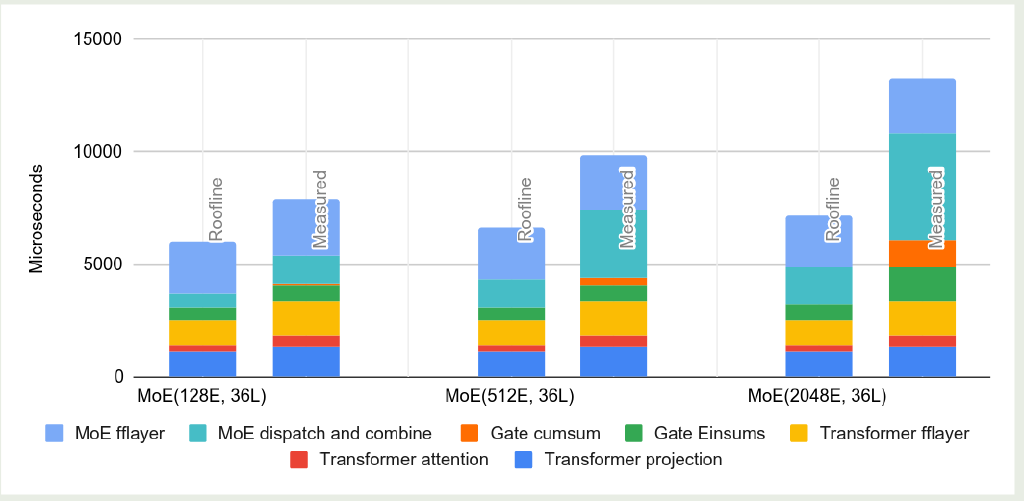 15000
10000
5000
0
Microseconds
Roofline
Measured
Roofline
Measured
Roofline
Measured
MoE(128E, 36L)
MoE(512E, 36L)
MoE(2048E, 36L)
MoE fflayer
MoE dispatch and combine
Gate cumsum
Gate Einsums
Transformer fflayer
Transformer attention
Transformer projection